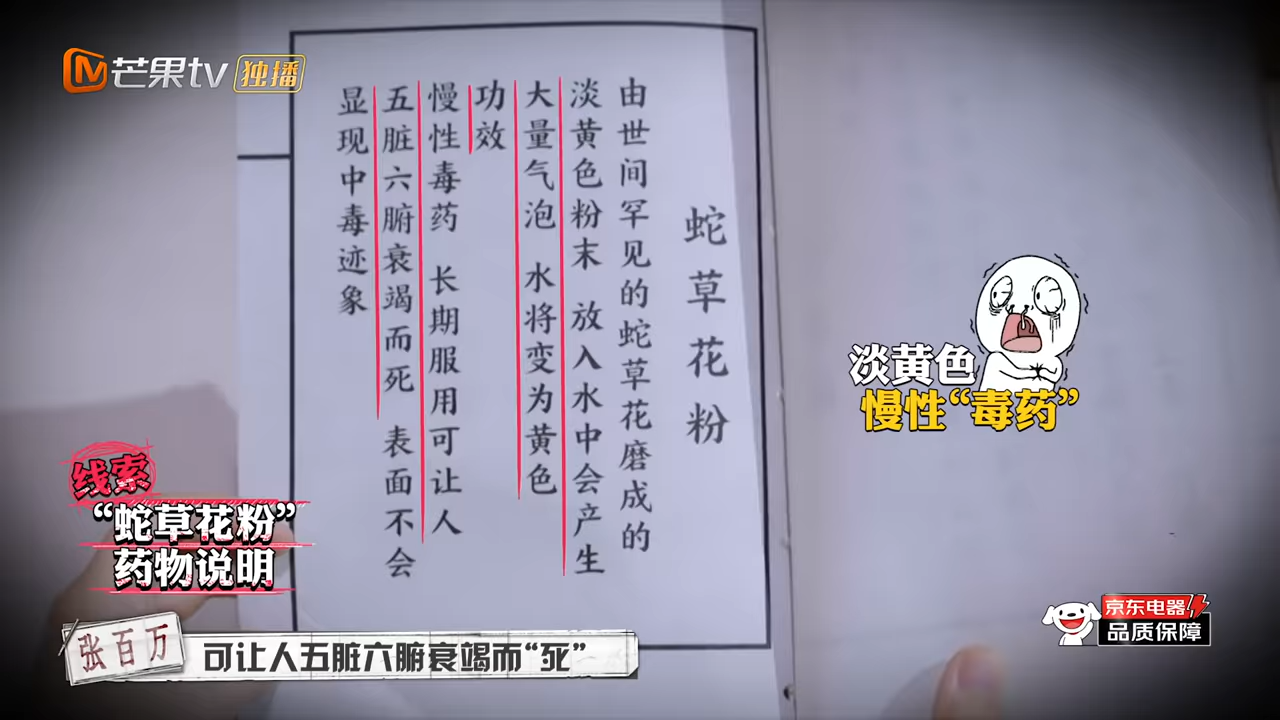 芒果tv 独播
蛇草花粉
由世间罕见的蛇草花磨成的
淡黄色粉末 放入水中会产生
大量气泡 水将变为黄色
功效
慢性毒药 长期服用可让人
五脏六腑衰竭而死 表面不会
显现中毒迹象
淡黄色
慢性“毒药”
线索
“蛇草花粉”
药物说明
张百万
可让人五脏六腑衰竭而“死”
京东电器
品质保障